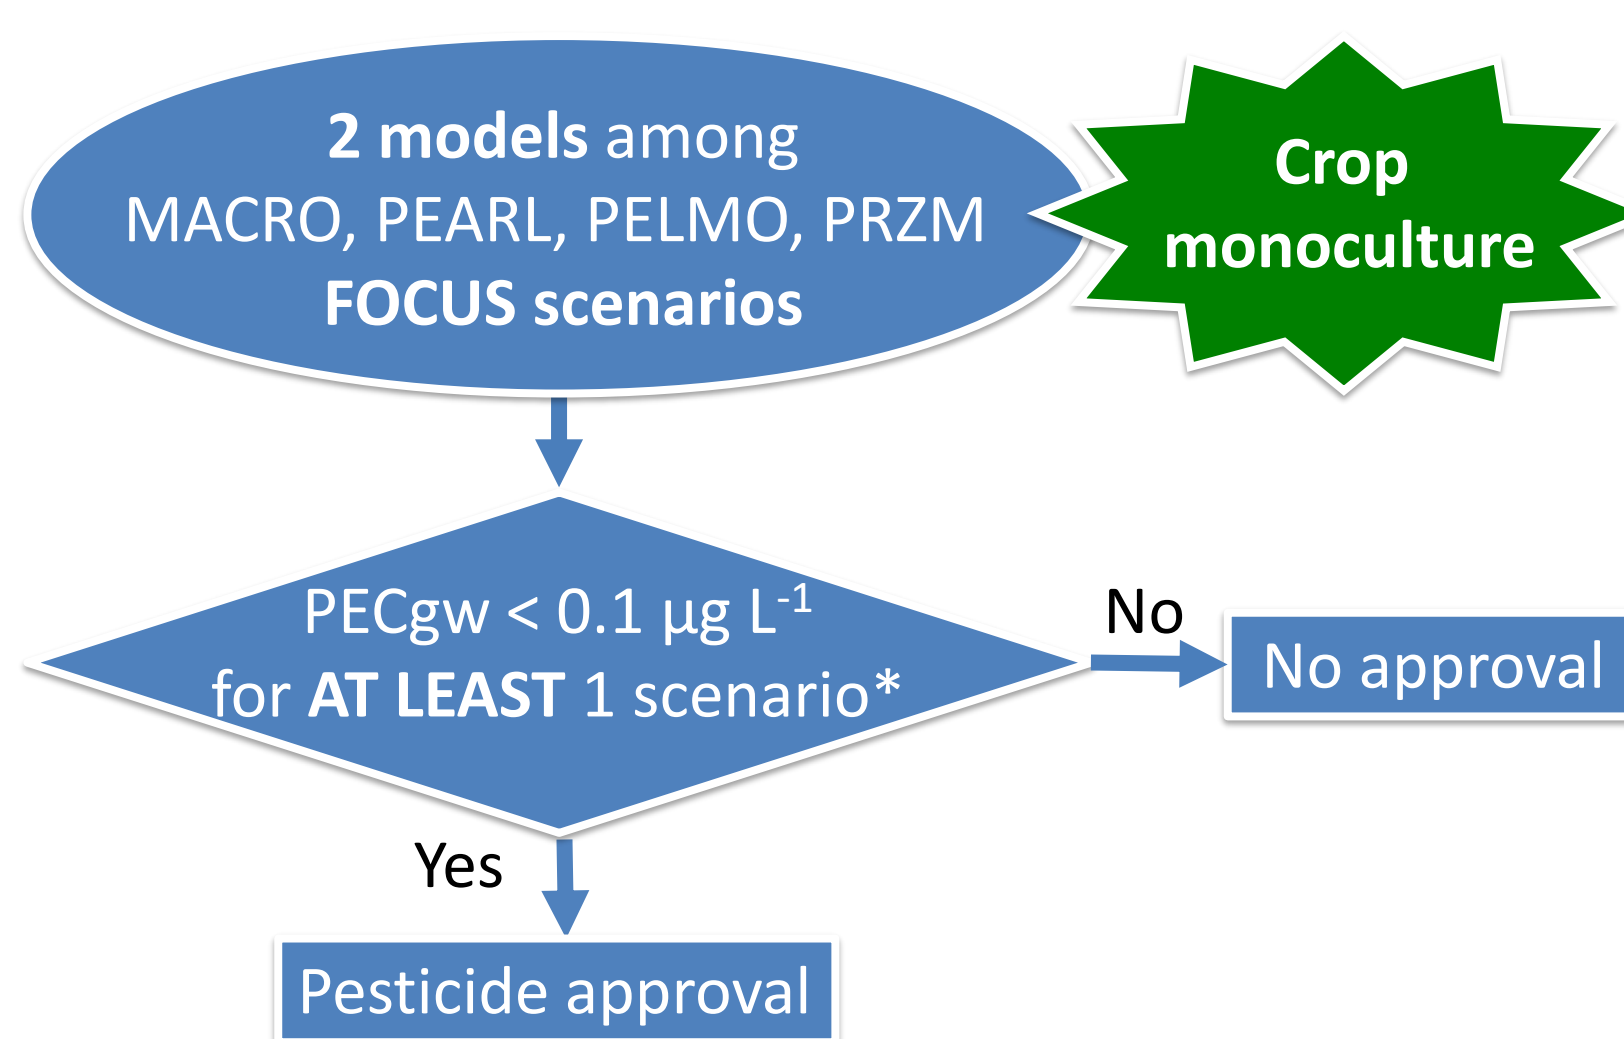 2 models among
MACRO, PEARL, PELMO, PRZM
FOCUS scenarios
Crop
monoculture
PECgw < 0.1 µg L⁻¹
for AT LEAST 1 scenario*
No
No approval
Yes
Pesticide approval